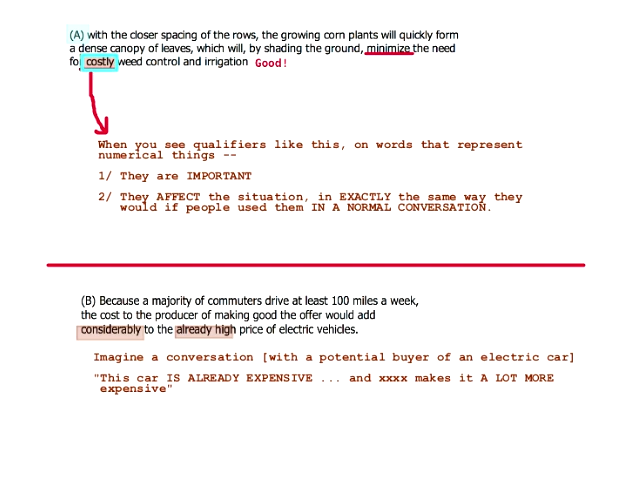 (A) with the closer spacing of the rows, the growing corn plants will quickly form
a dense canopy of leaves, which will, by shading the ground, minimize the need
fo costly weed control and irrigation Good!
When you see qualifiers like this, on words that represent
numerical things --
1/ They are IMPORTANT
2/ They AFFECT the situation, in EXACTLY the same way they
would if people used them IN A NORMAL CONVERSATION.
(B) Because a majority of commuters drive at least 100 miles a week,
the cost to the producer of making good the offer would add
considerably to the already high price of electric vehicles.
Imagine a conversation [with a potential buyer of an electric car]
"This car IS ALREADY EXPENSIVE ... and xxxx makes it A LOT MORE
expensive"